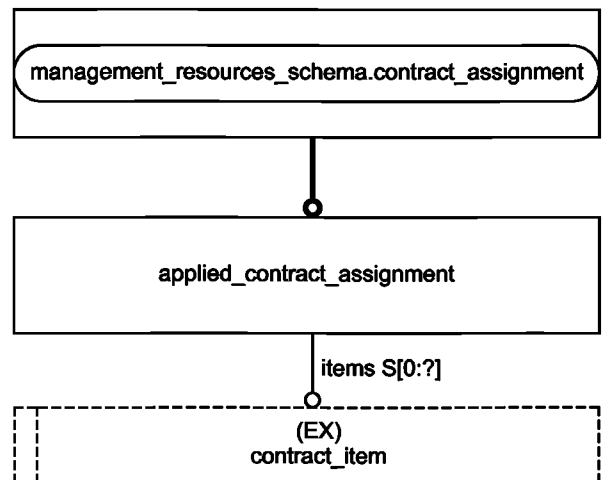 management_resources_schema.contract_assignment
applied_contract_assignment
items S[0:?]
(EX)
contract_item